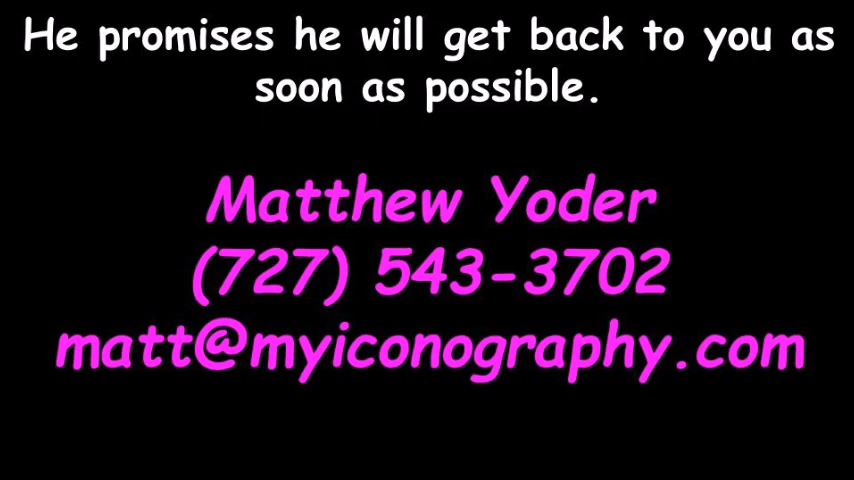 He promises he will get back to you as
soon as possible.
Matthew Yoder
(727) 543-3702
matt@myiconography.com